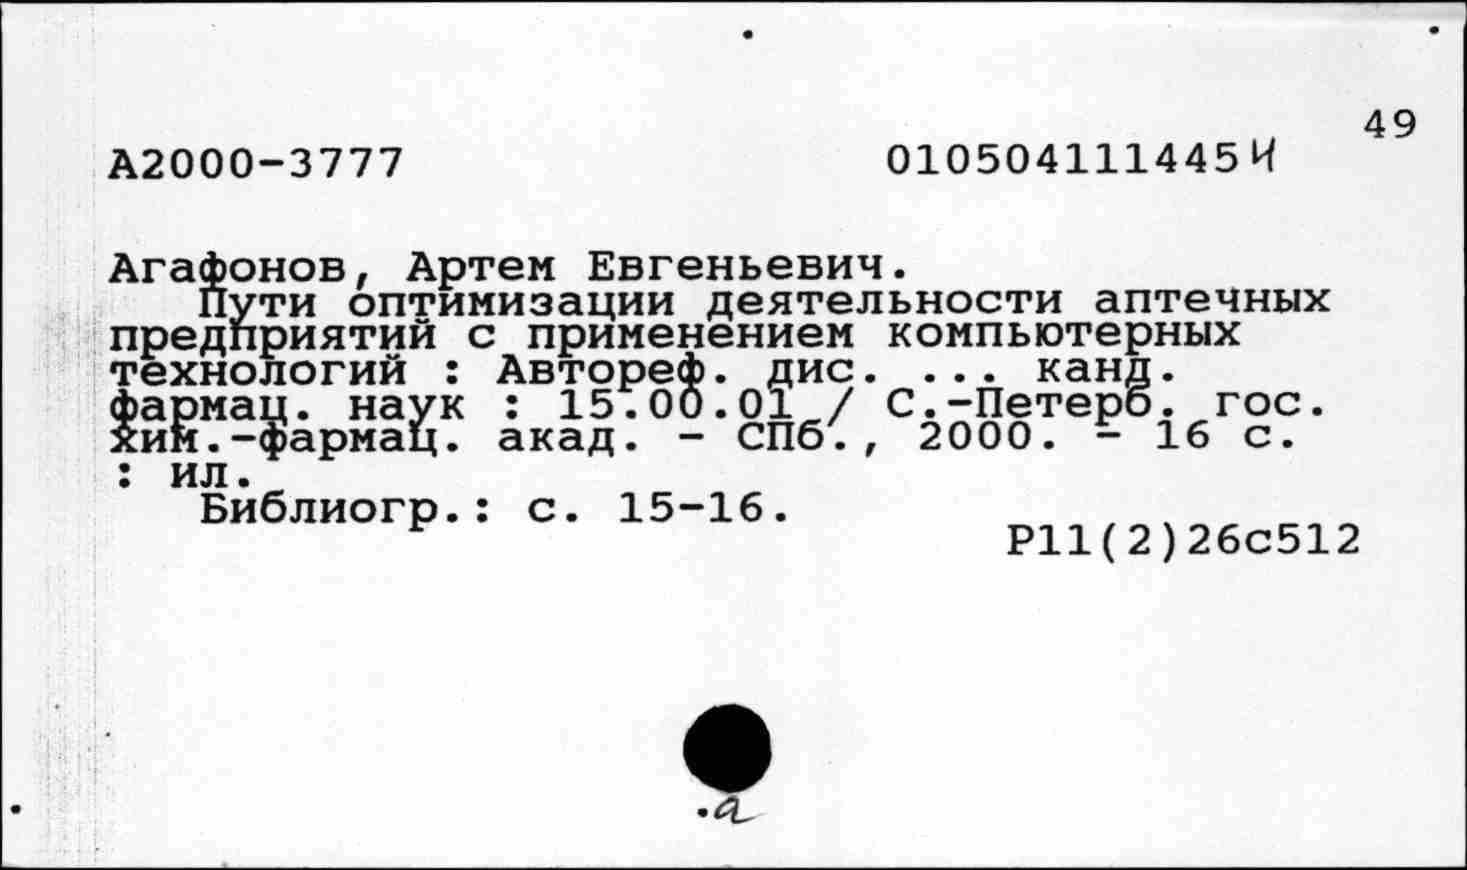 49
А2000-3777 010504111445И
Агафонов, Артем Евгеньевич.
Пути оптимизации деятельности аптечных
предприятий с применением компьютерных
технологий : Автореф. дис. ... канд.
фармац. наук : 15.00.01 / С.-Петерб. гос.
хим.-фармац. акад. - СПб., 2000. - 16 с.
: ил.
Библиогр.: с. 15-16.
Р11(2)26с512
а